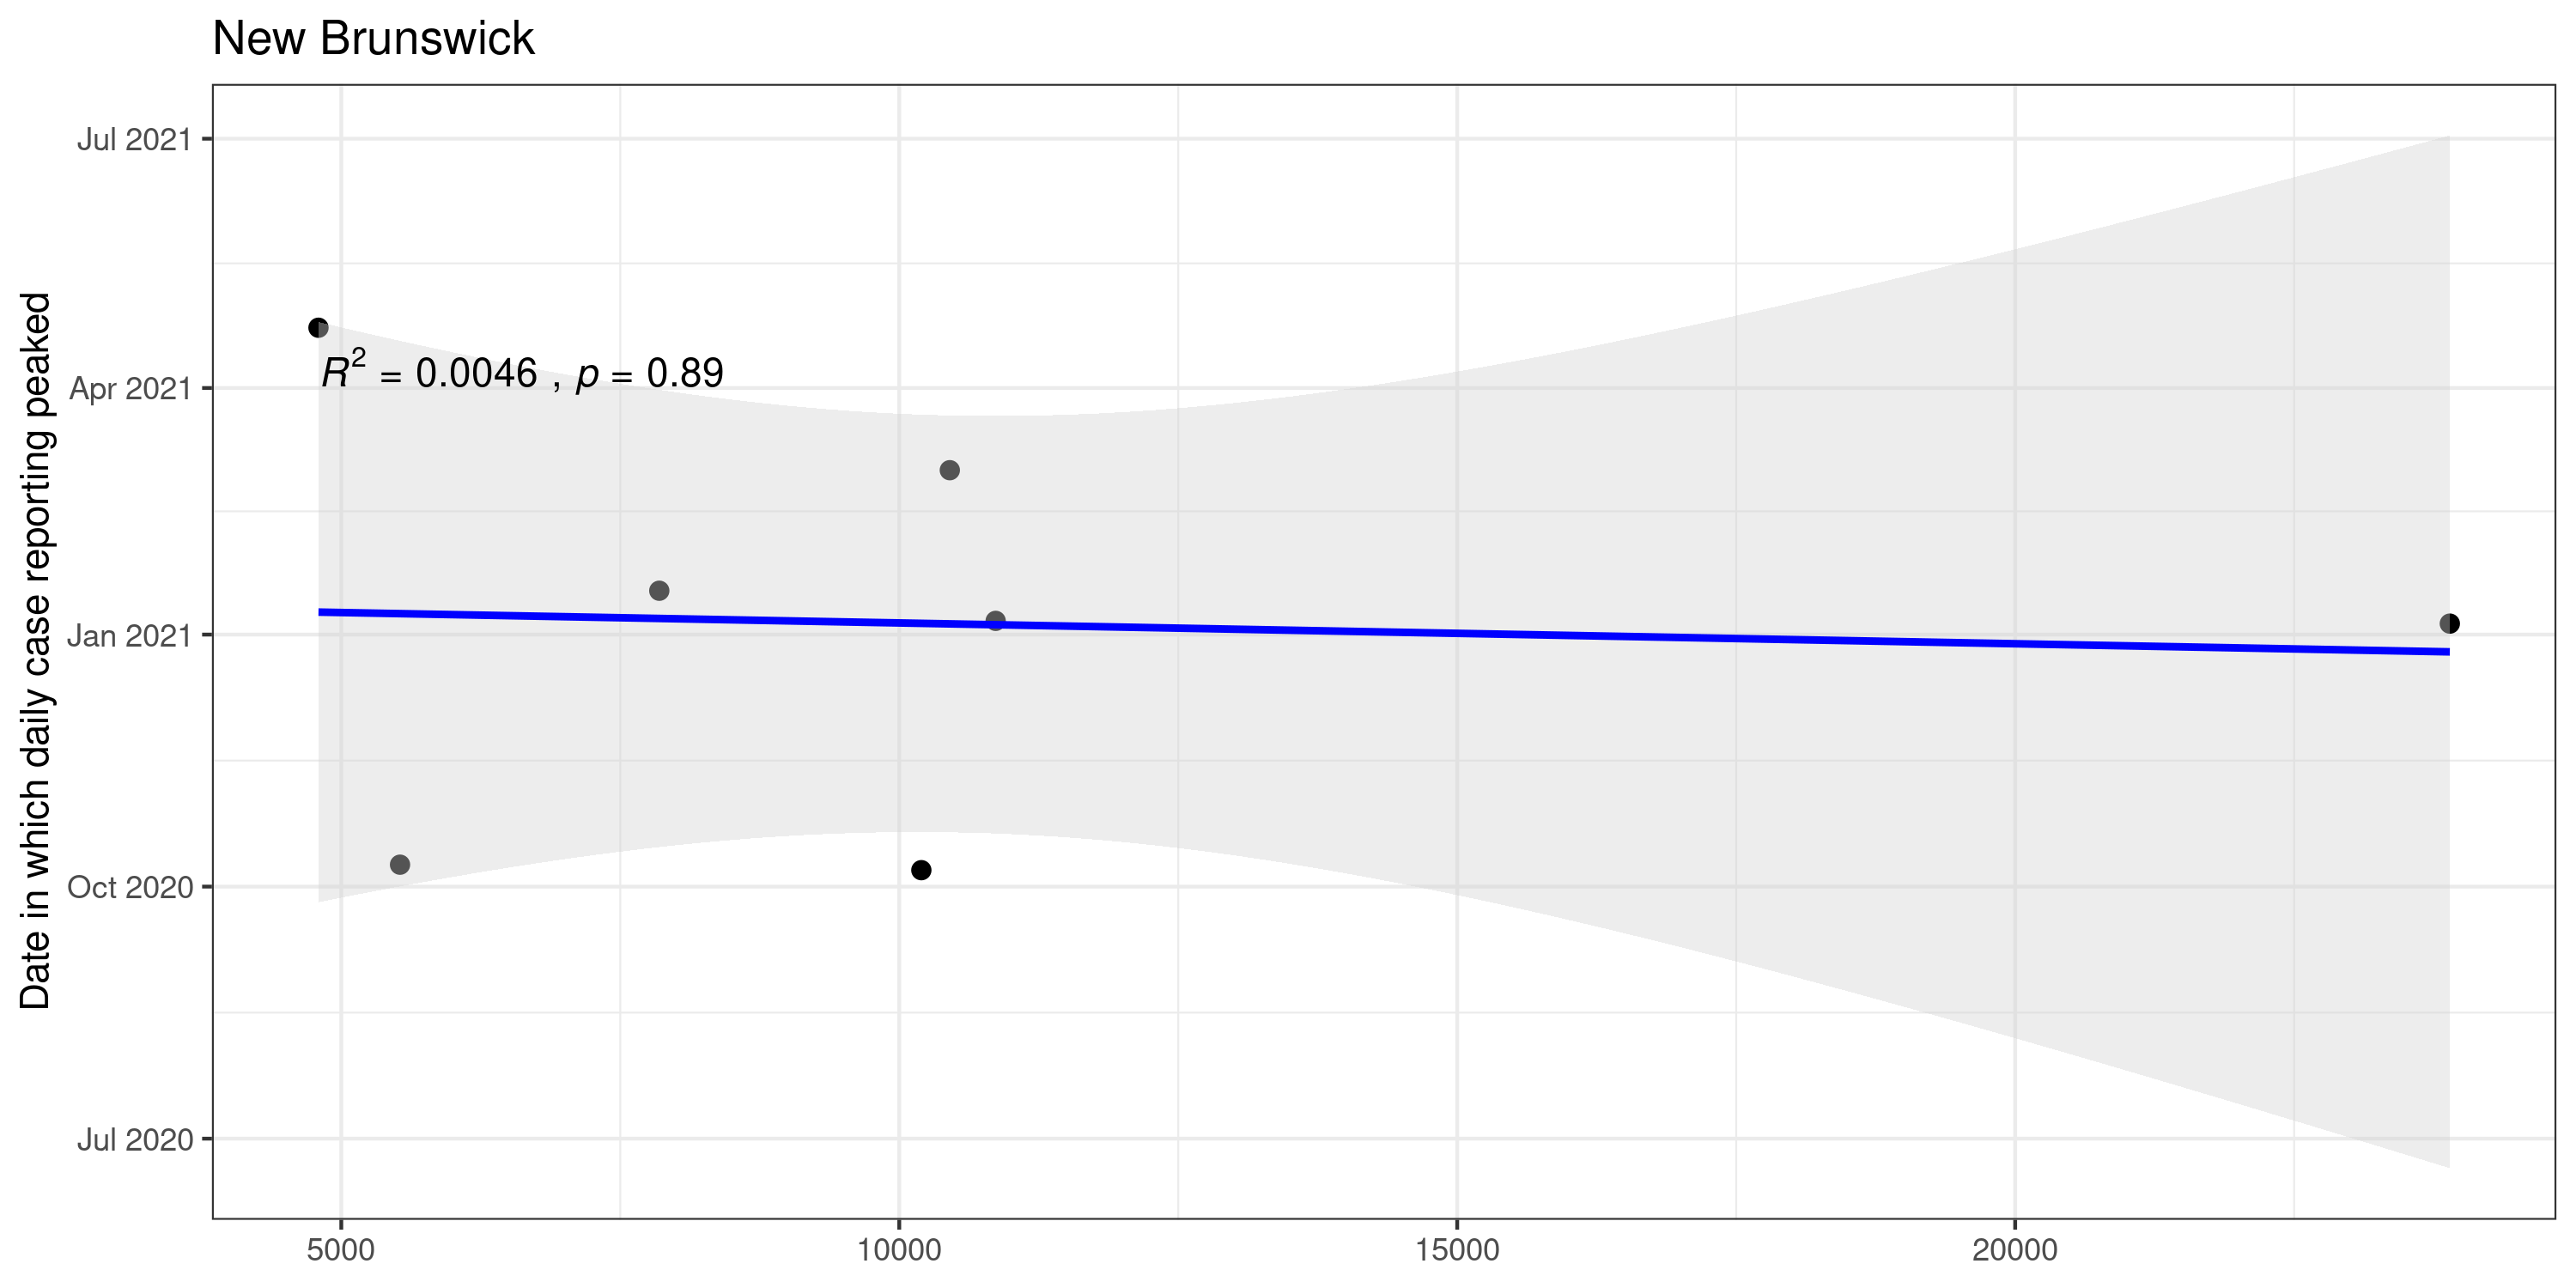 New Brunswick
Date in which daily case reporting peaked
Jul 2021
Apr 2021
Jan 2021
Oct 2020
Jul 2020
R² = 0.0046 , p = 0.89
5000 10000 15000 20000